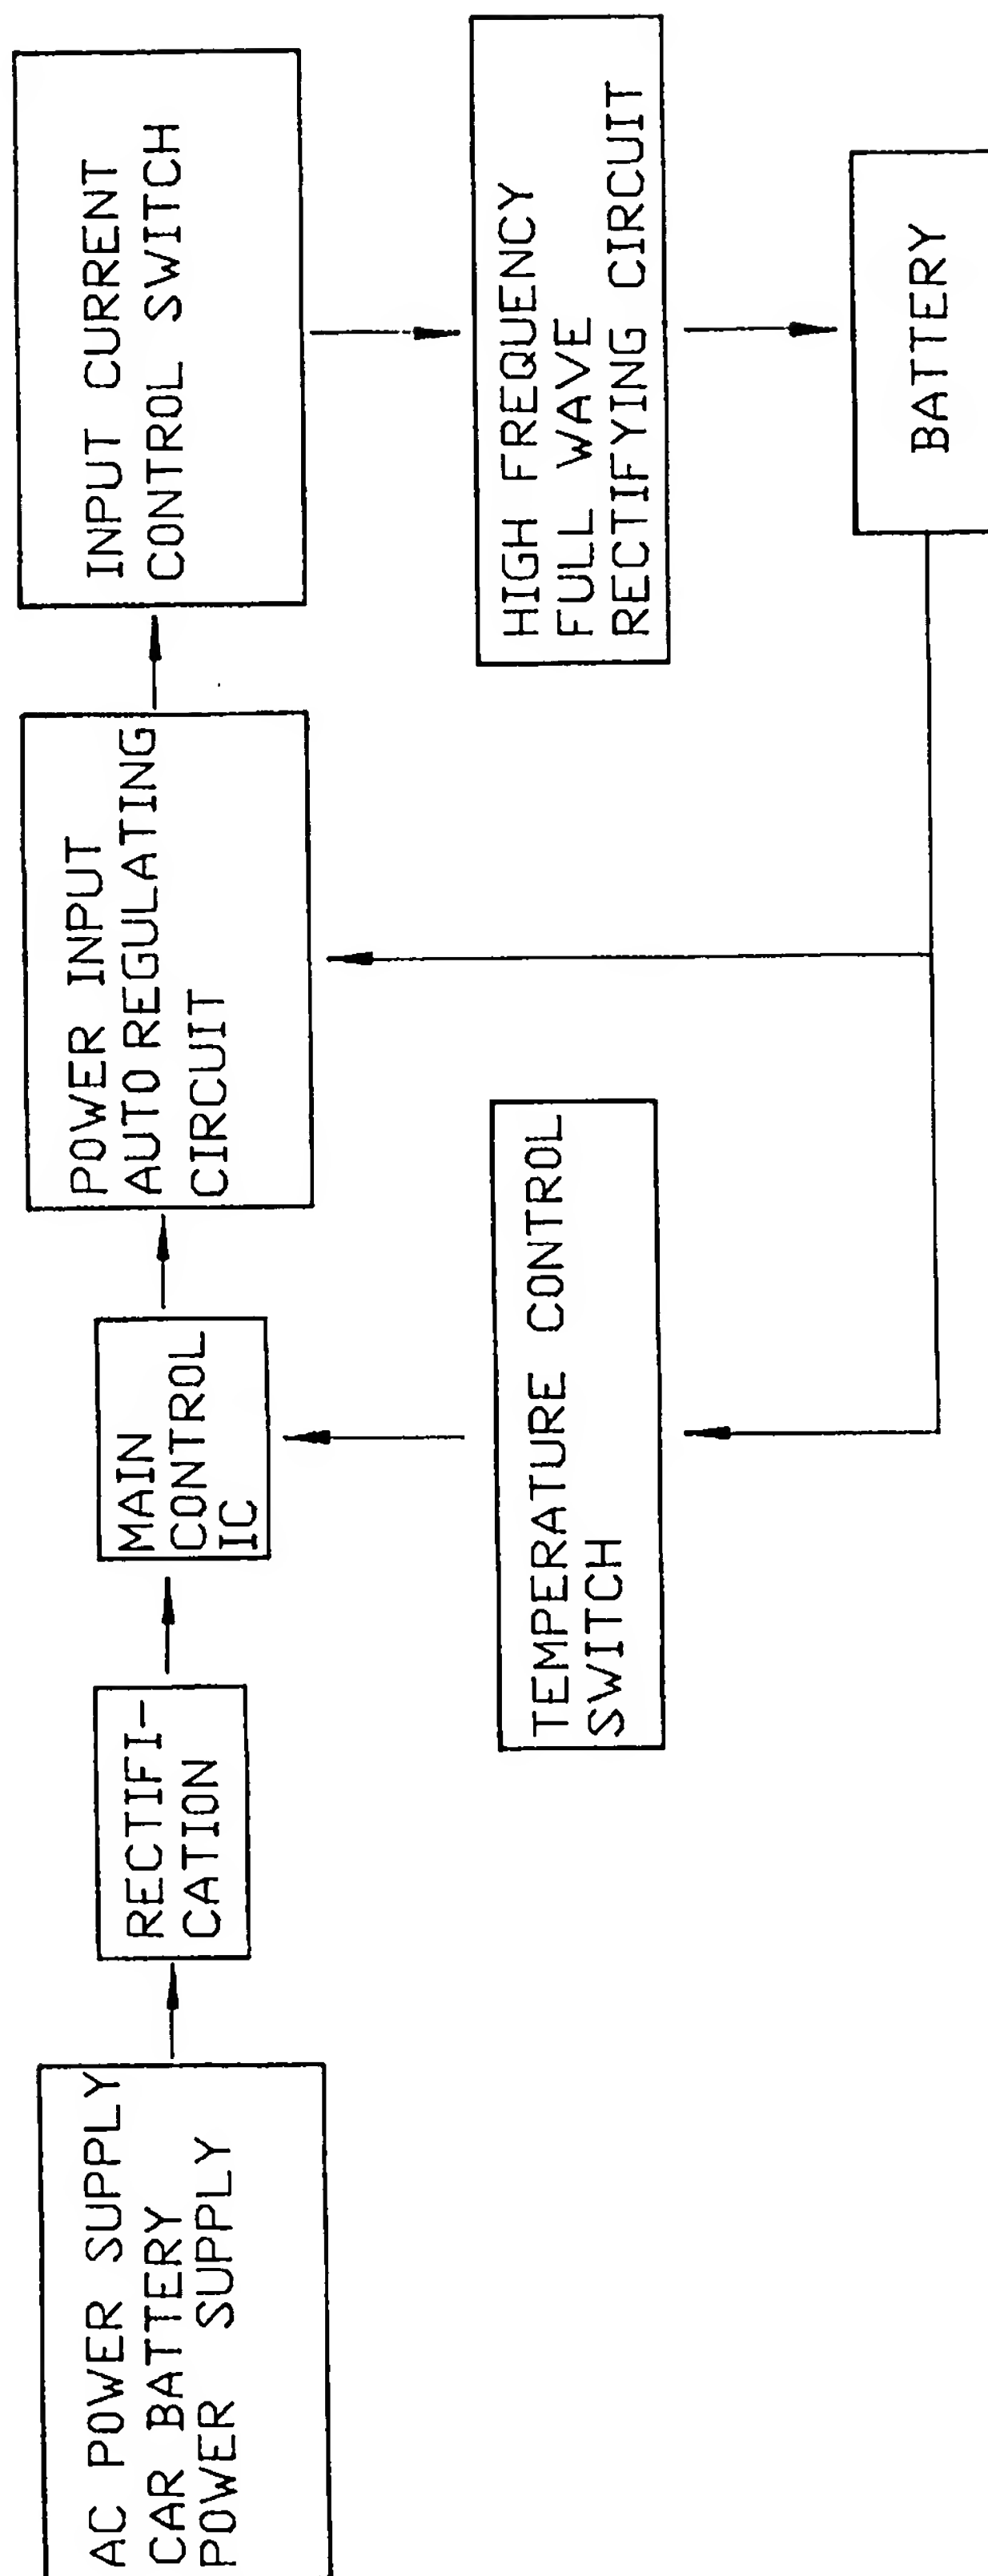 AC POWER SUPPLY
CAR BATTERY
POWER SUPPLY
RECTIFI-
CATION
MAIN
CONTROL
IC
POWER INPUT
AUTO REGULATING
CIRCUIT
INPUT CURRENT
CONTROL SWITCH
TEMPERATURE CONTROL
SWITCH
HIGH FREQUENCY
FULL WAVE
RECTIFYING CIRCUIT
BATTERY